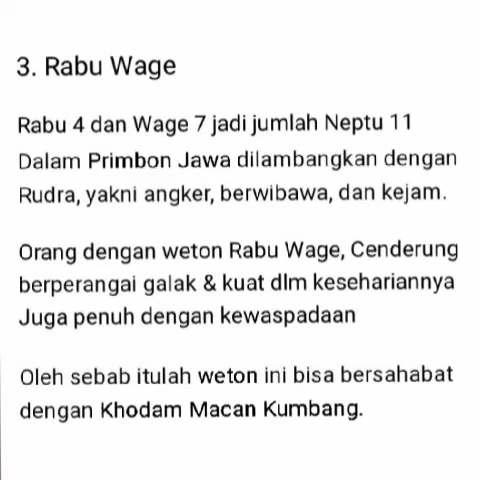 3. Rabu Wage
Rabu 4 dan Wage 7 jadi jumlah Neptu 11
Dalam Primbon Jawa dilambangkan dengan
Rudra, yakni angker, berwibawa, dan kejam.
Orang dengan weton Rabu Wage, Cenderung
berperangai galak & kuat dlm kesehariannya
Juga penuh dengan kewaspadaan
Oleh sebab itulah weton ini bisa bersahabat
dengan Khodam Macan Kumbang.